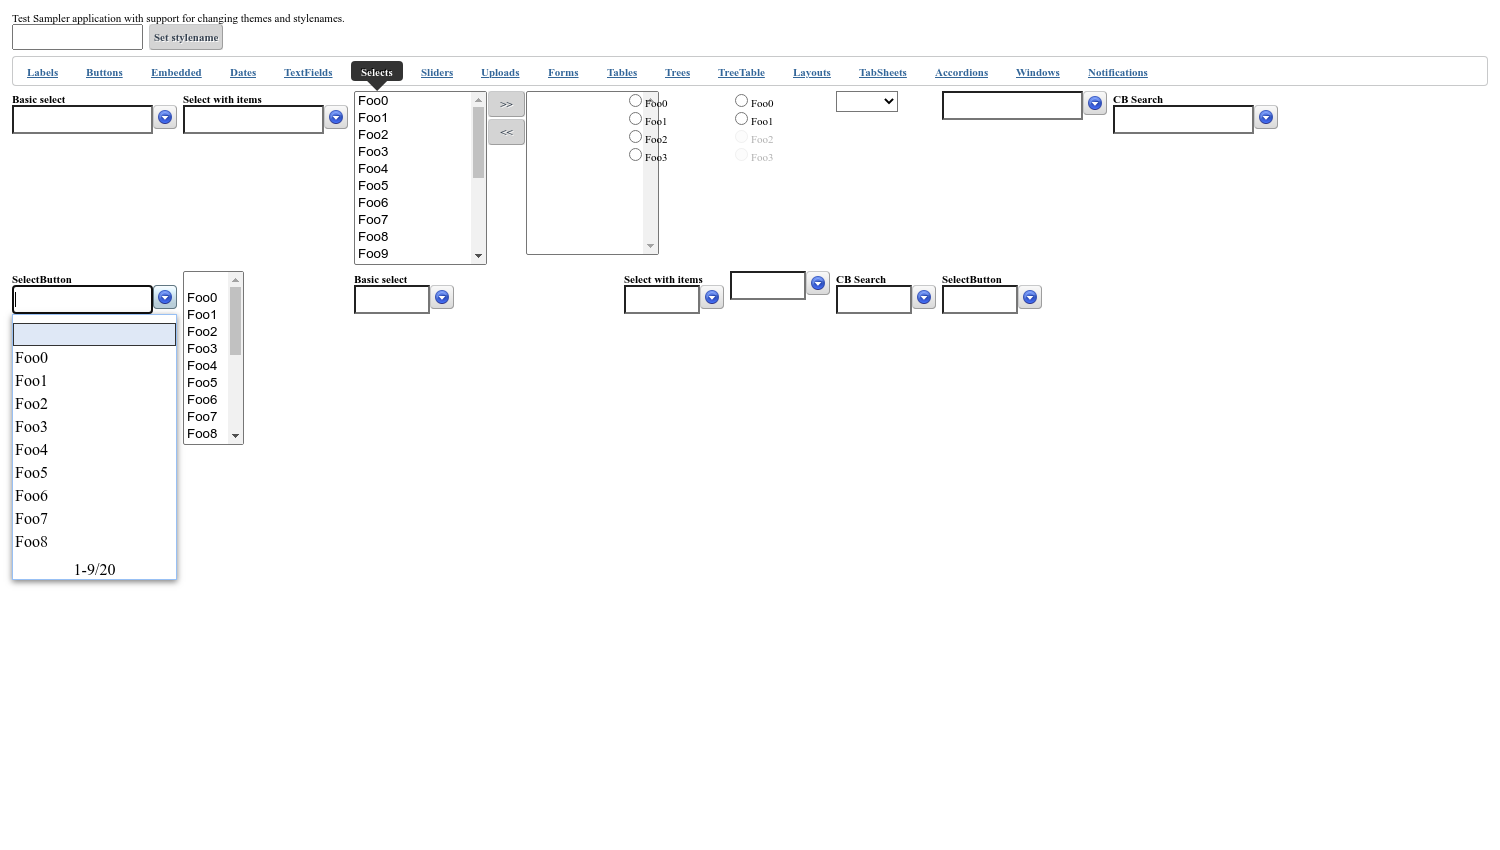 Test Sampler application with support for changing themes and stylenames.
Set stylename
Labels Buttons Embedded Dates TextFields Selects Sliders Uploads Forms Tables Trees TreeTable Layouts TabSheets Accordions Windows Notifications
Basic select
Select with items
Foo0
Foo1
Foo2
Foo3
Foo4
Foo5
Foo6
Foo7
Foo8
Foo9
>>
<<
Foo0
Foo1
Foo2
Foo3
Foo0
Foo1
Foo2
Foo3
CB Search
SelectButton
Foo0
Foo1
Foo2
Foo3
Foo4
Foo5
Foo6
Foo7
Foo8
1-9/20
Foo0
Foo1
Foo2
Foo3
Foo4
Foo5
Foo6
Foo7
Foo8
Basic select
Select with items
CB Search
SelectButton